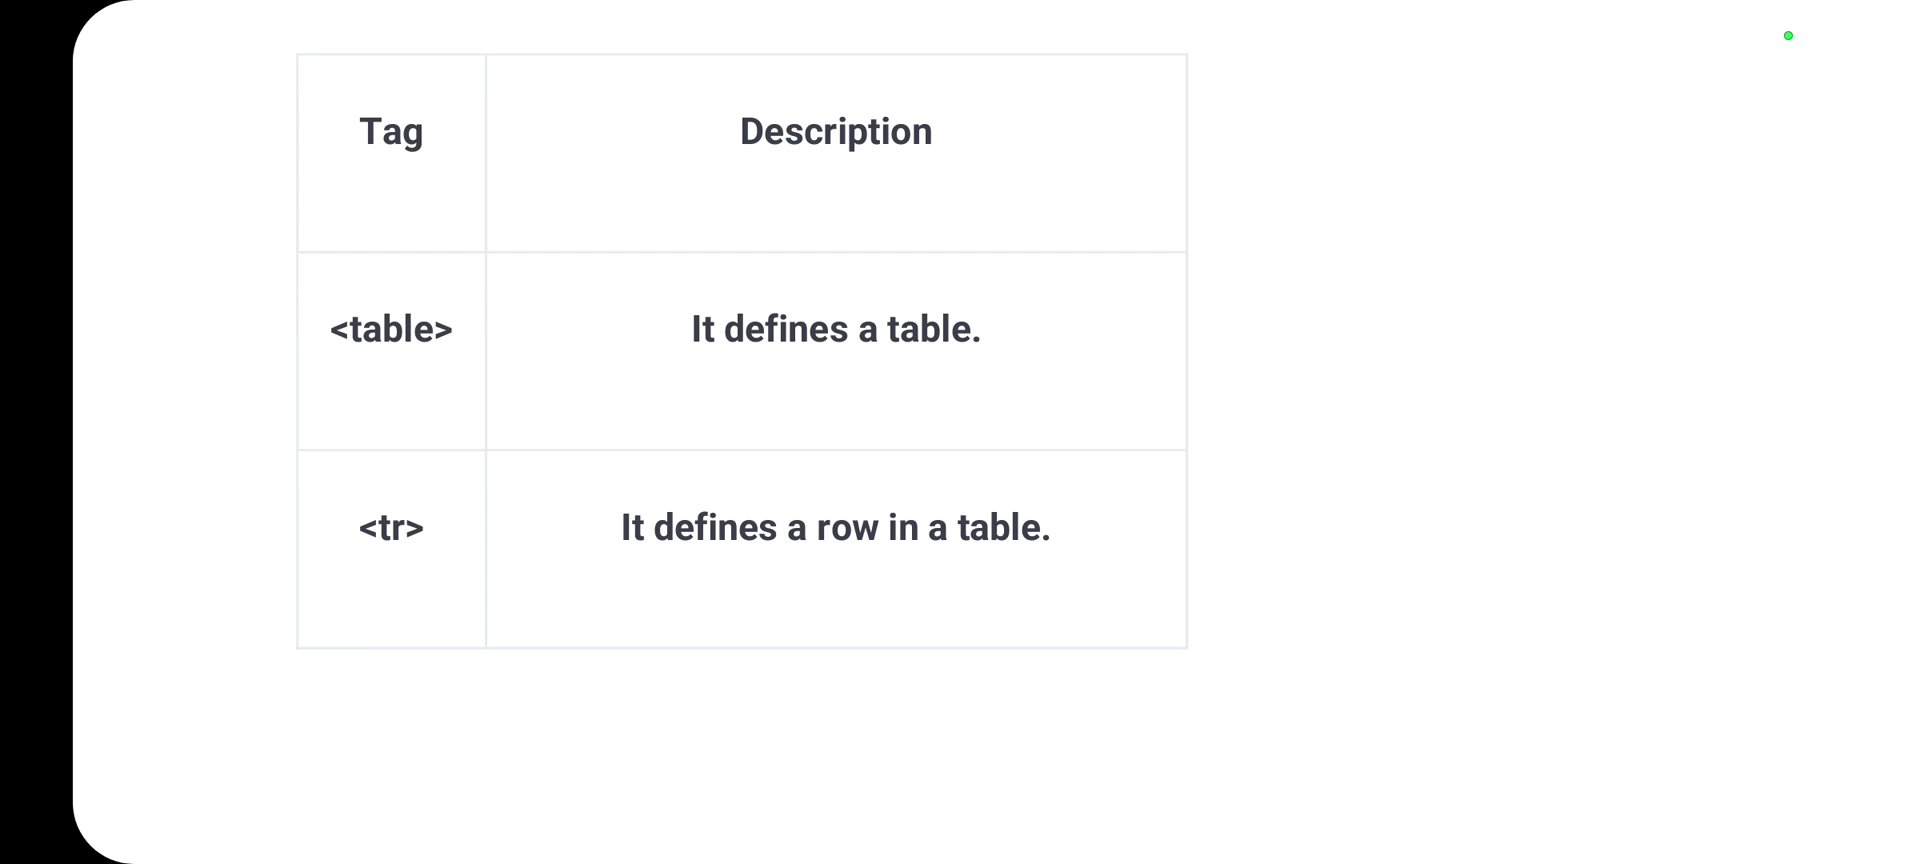 Tag Description
<table> It defines a table.
<tr> It defines a row in a table.